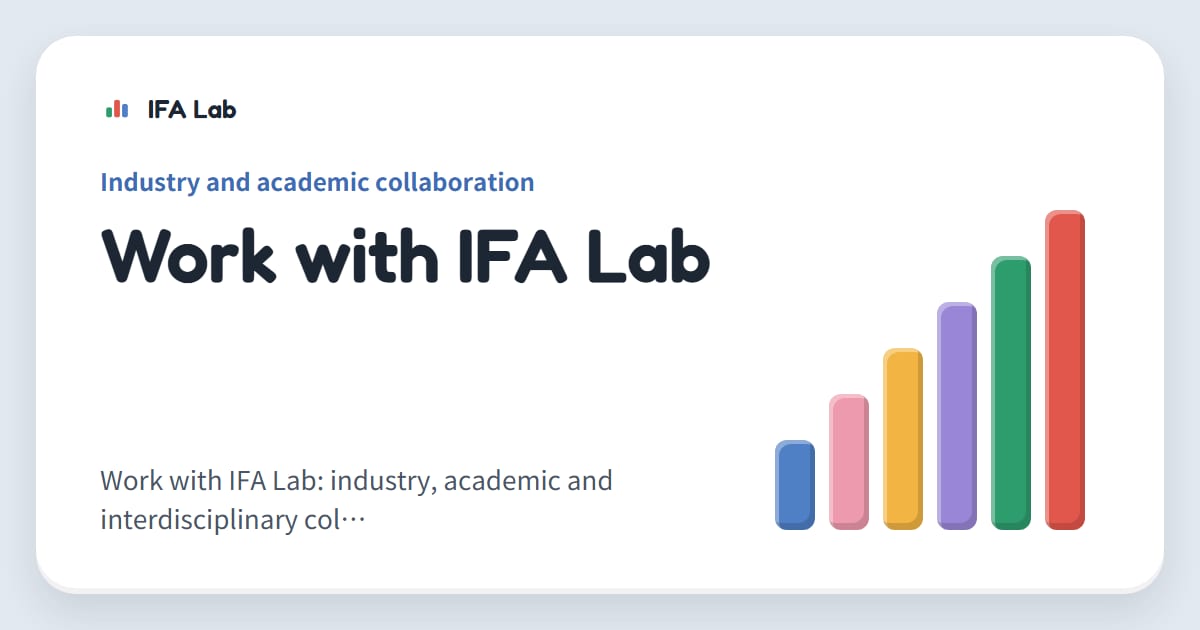 IFA Lab
Industry and academic collaboration
Work with IFA Lab
Work with IFA Lab: industry, academic and
interdisciplinary col⋯